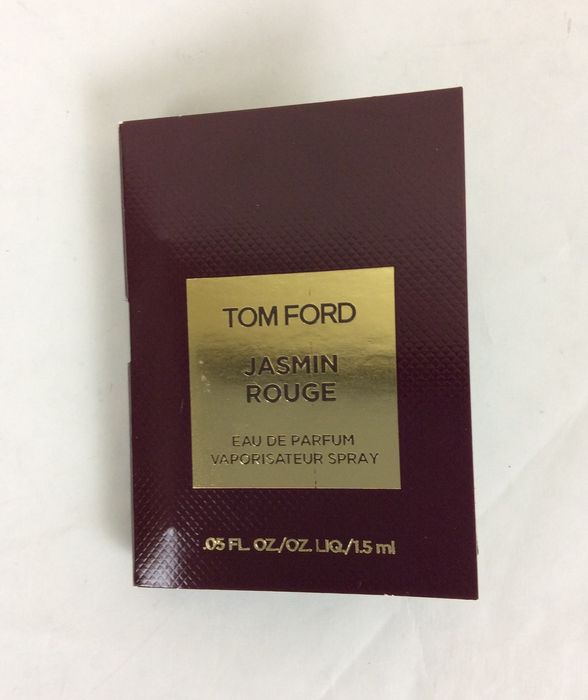 TOM FORD
JASMIN
ROUGE
EAU DE PARFUM
VAPORISATEUR SPRAY
.05 FL. OZ./OZ. LIQ./1.5 ml